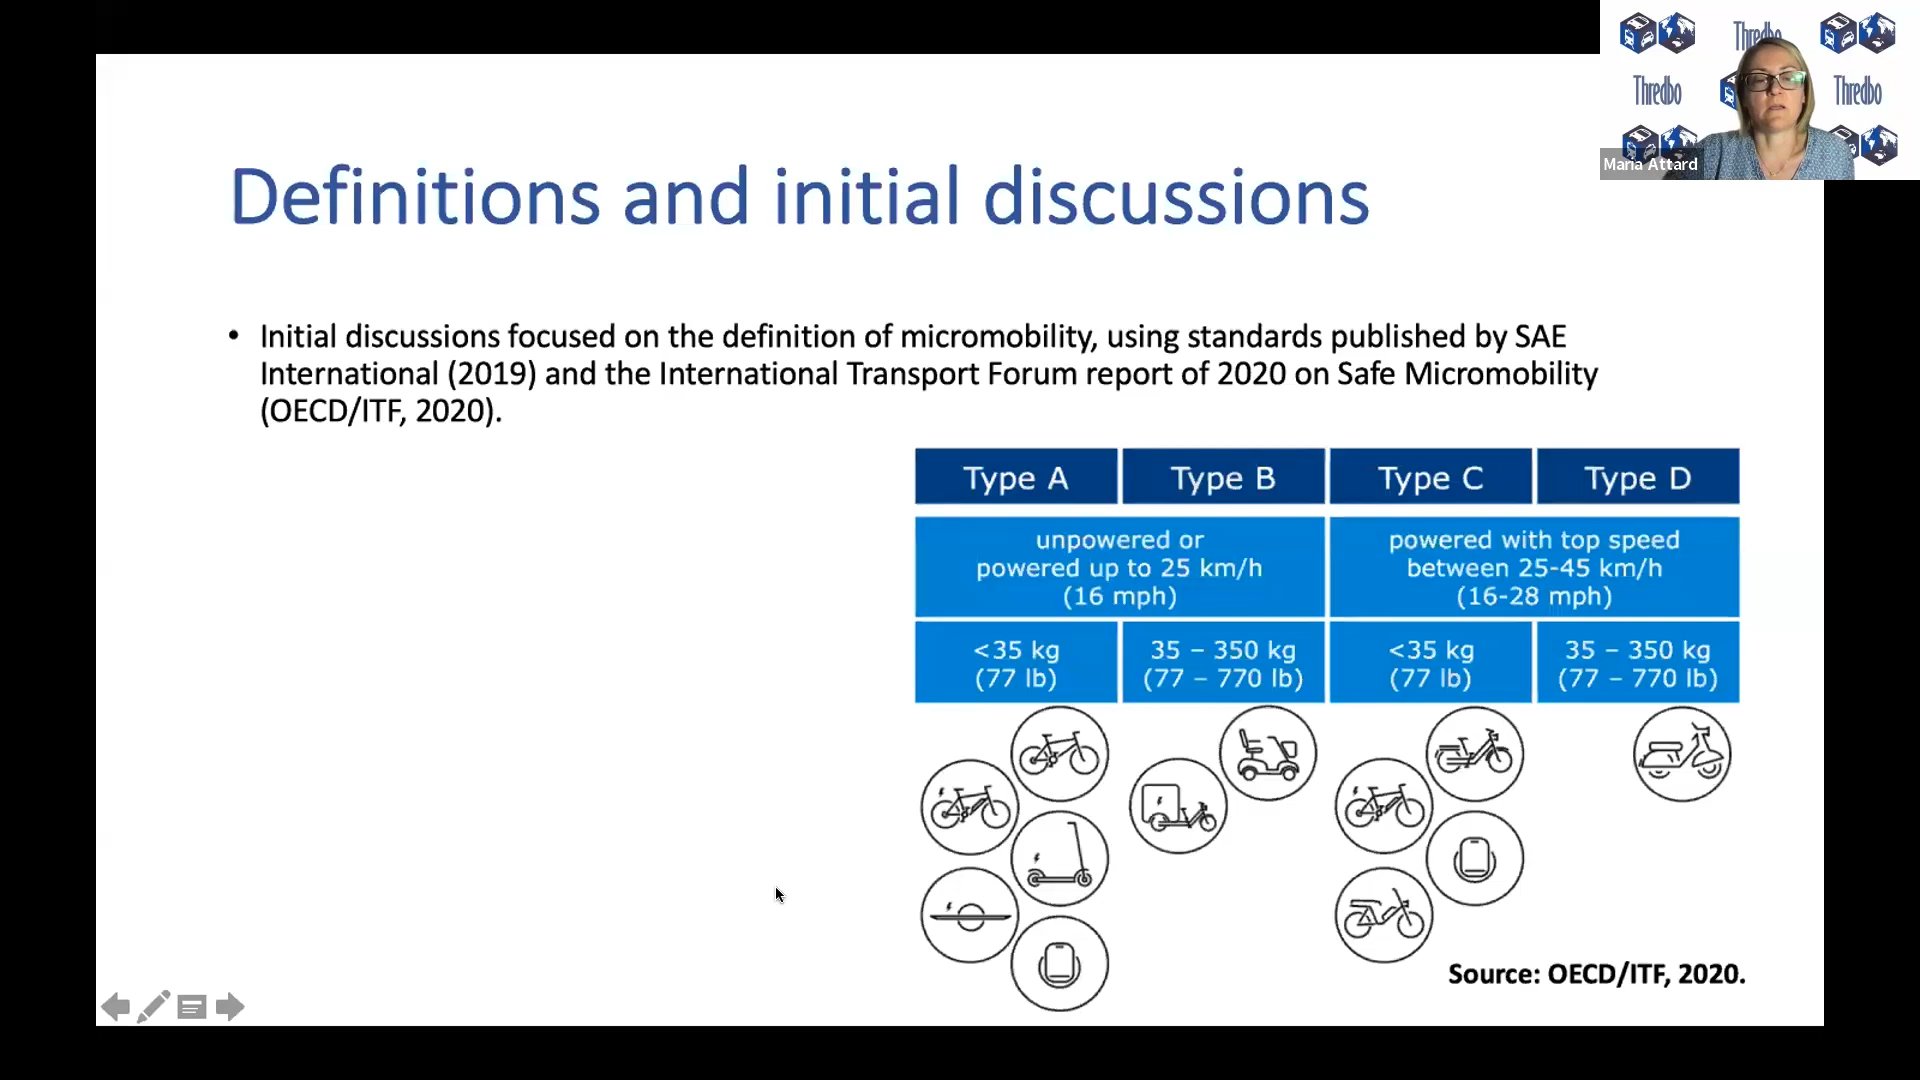 Thredbo
Thredbo
Thredbo
Maria Attard
Definitions and initial discussions
• Initial discussions focused on the definition of micromobility, using standards published by SAE
International (2019) and the International Transport Forum report of 2020 on Safe Micromobility
(OECD/ITF, 2020).
Type A
Type B
Type C
Type D
unpowered or
powered up to 25 km/h
(16 mph)
powered with top speed
between 25-45 km/h
(16-28 mph)
<35 kg
(77 lb)
35 – 350 kg
(77 – 770 lb)
<35 kg
(77 lb)
35 – 350 kg
(77 – 770 lb)
Source: OECD/ITF, 2020.